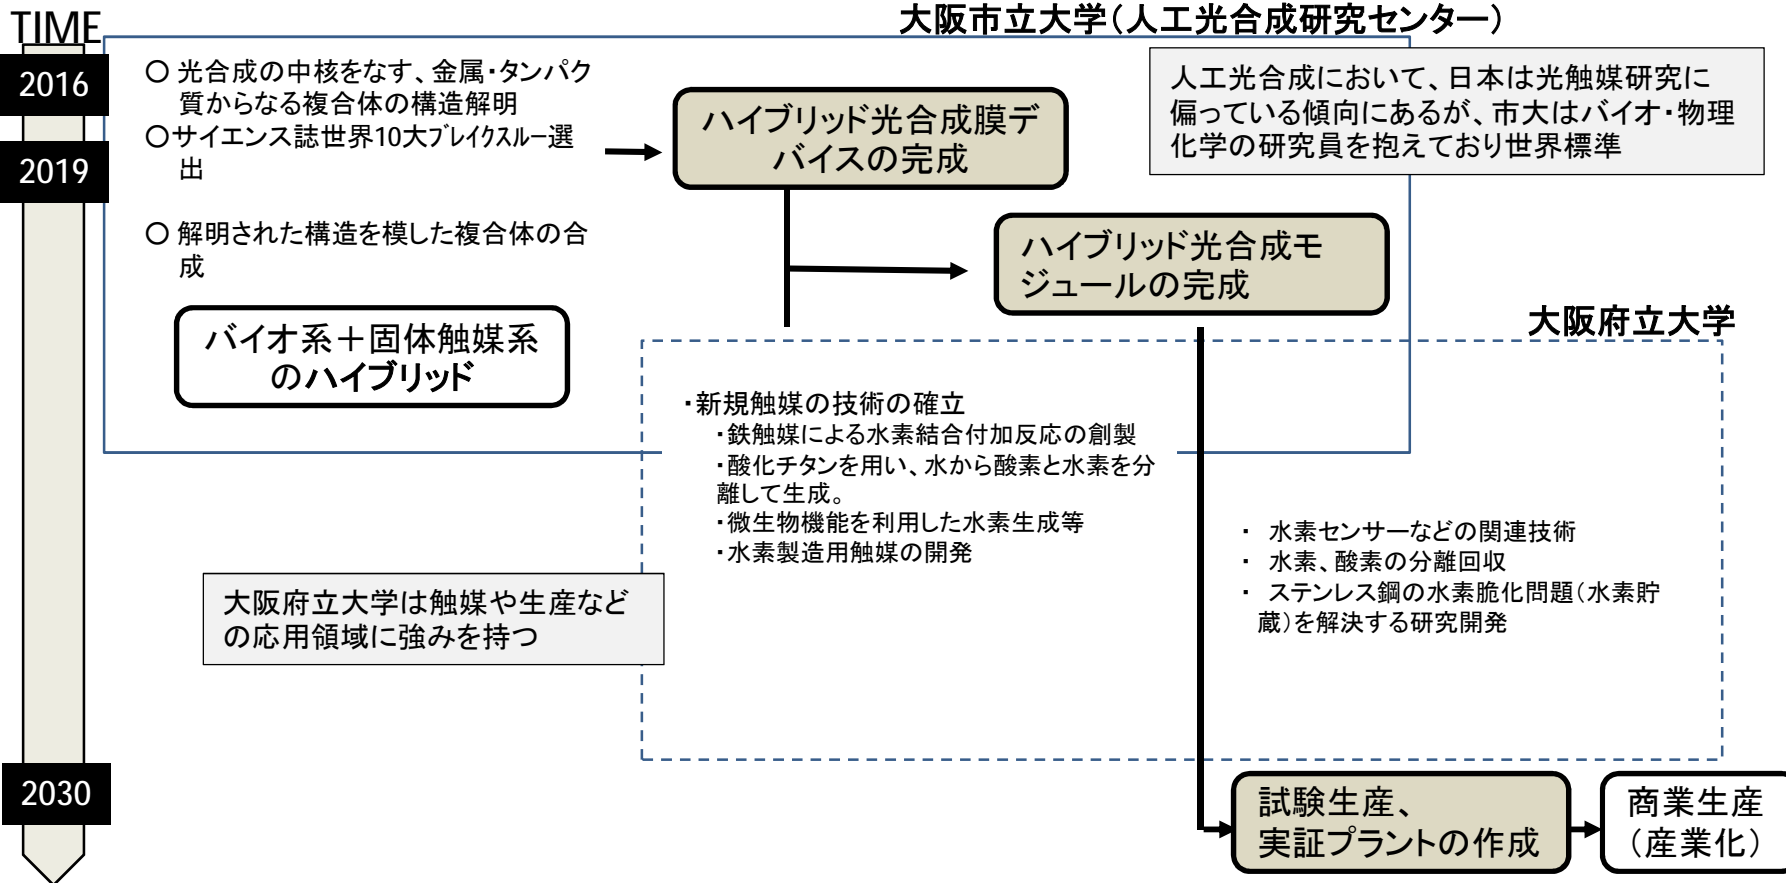 TIME
大阪市立大学(人工光合成研究センター)
2016
2019
2030
○ 光合成の中核をなす、金属・タンパク
質からなる複合体の構造解明
○サイエンス誌世界10大ﾌﾞﾚｲｸｽﾙｰ選
出
○ 解明された構造を模した複合体の合
成
バイオ系＋固体触媒系
のハイブリッド
ハイブリッド光合成膜デ
バイスの完成
人工光合成において、日本は光触媒研究に
偏っている傾向にあるが、市大はバイオ・物理
化学の研究員を抱えており世界標準
ハイブリッド光合成モ
ジュールの完成
大阪府立大学
・新規触媒の技術の確立
・鉄触媒による水素結合付加反応の創製
・酸化チタンを用い、水から酸素と水素を分
離して生成。
・微生物機能を利用した水素生成等
・水素製造用触媒の開発
・ 水素センサーなどの関連技術
・ 水素、酸素の分離回収
・ ステンレス鋼の水素脆化問題(水素貯
蔵)を解決する研究開発
大阪府立大学は触媒や生産など
の応用領域に強みを持つ
試験生産、
実証プラントの作成
商業生産
(産業化)